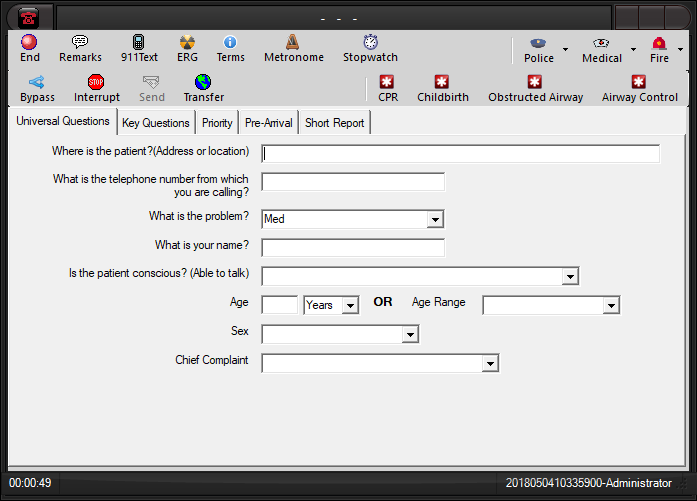 - - -
End Remarks 911Text ERG Terms Metronome Stopwatch Police Medical Fire
Bypass Interrupt Send Transfer CPR Childbirth Obstructed Airway Airway Control
Universal Questions Key Questions Priority Pre-Arrival Short Report
Where is the patient?(Address or location)
What is the telephone number from which
you are calling?
What is the problem? Med
What is your name?
Is the patient conscious? (Able to talk)
Age Years OR Age Range
Sex
Chief Complaint
00:00:49 2018050410335900-Administrator